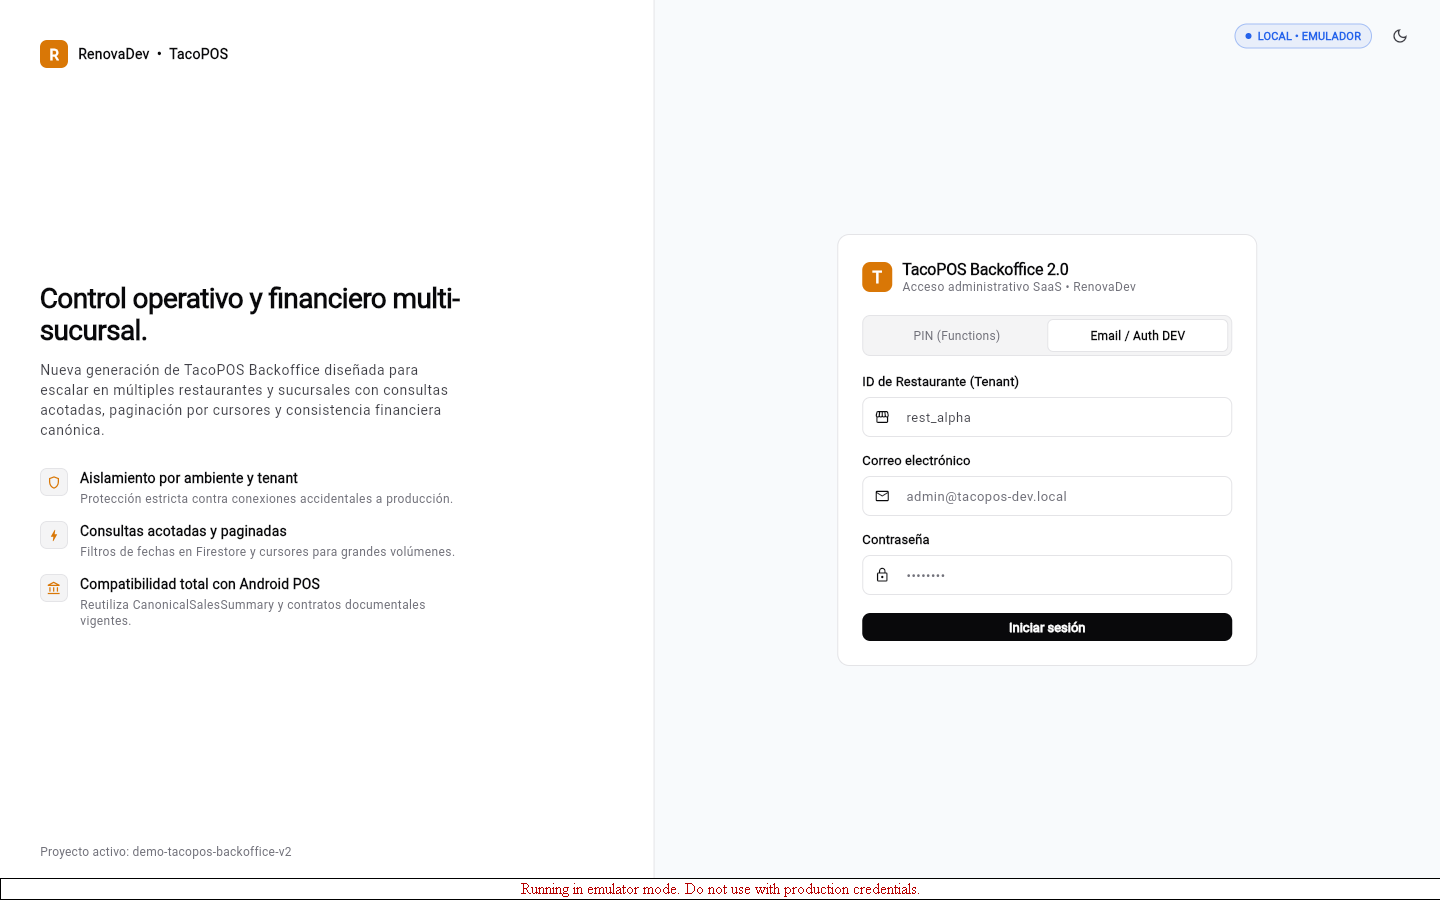 R RenovaDev • TacoPOS
LOCAL • EMULADOR
Control operativo y financiero multi-
sucursal.
Nueva generación de TacoPOS Backoffice diseñada para
escalar en múltiples restaurantes y sucursales con consultas
acotadas, paginación por cursores y consistencia financiera
canónica.
Aislamiento por ambiente y tenant
Protección estricta contra conexiones accidentales a producción.
Consultas acotadas y paginadas
Filtros de fechas en Firestore y cursores para grandes volúmenes.
Compatibilidad total con Android POS
Reutiliza CanonicalSalesSummary y contratos documentales
vigentes.
Proyecto activo: demo-tacopos-backoffice-v2
T TacoPOS Backoffice 2.0
Acceso administrativo SaaS • RenovaDev
PIN (Functions) Email / Auth DEV
ID de Restaurante (Tenant)
rest_alpha
Correo electrónico
admin@tacopos-dev.local
Contraseña
••••••••
Iniciar sesión
Running in emulator mode. Do not use with production credentials.